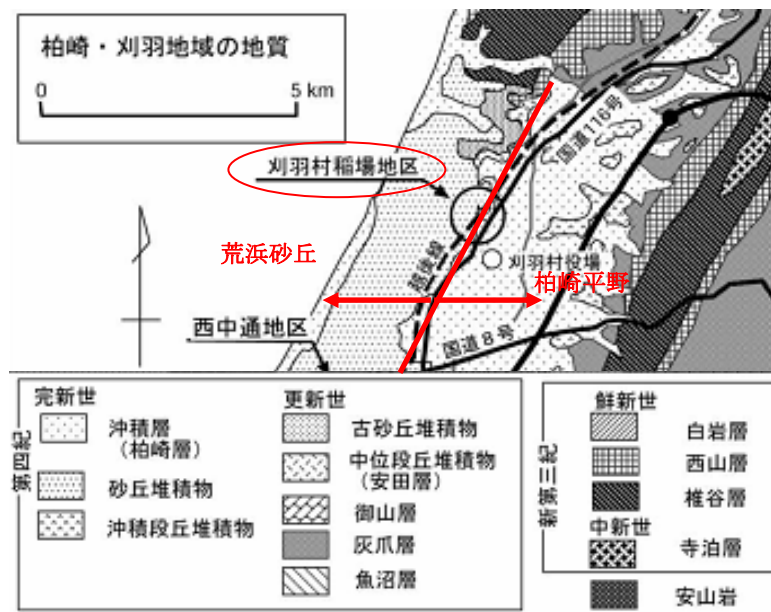 柏崎・刈羽地域の地質
0
5 km
刈羽村稲場地区
国道116号
荒浜砂丘
越後線
刈羽村役場
柏崎平野
西中通地区
国道8号
第四紀
完新世
沖積層
(柏崎層)
砂丘堆積物
沖積段丘堆積物
更新世
古砂丘堆積物
中位段丘堆積物
(安田層)
御山層
灰爪層
魚沼層
新第三紀
鮮新世
白岩層
西山層
椎谷層
中新世
寺泊層
安山岩